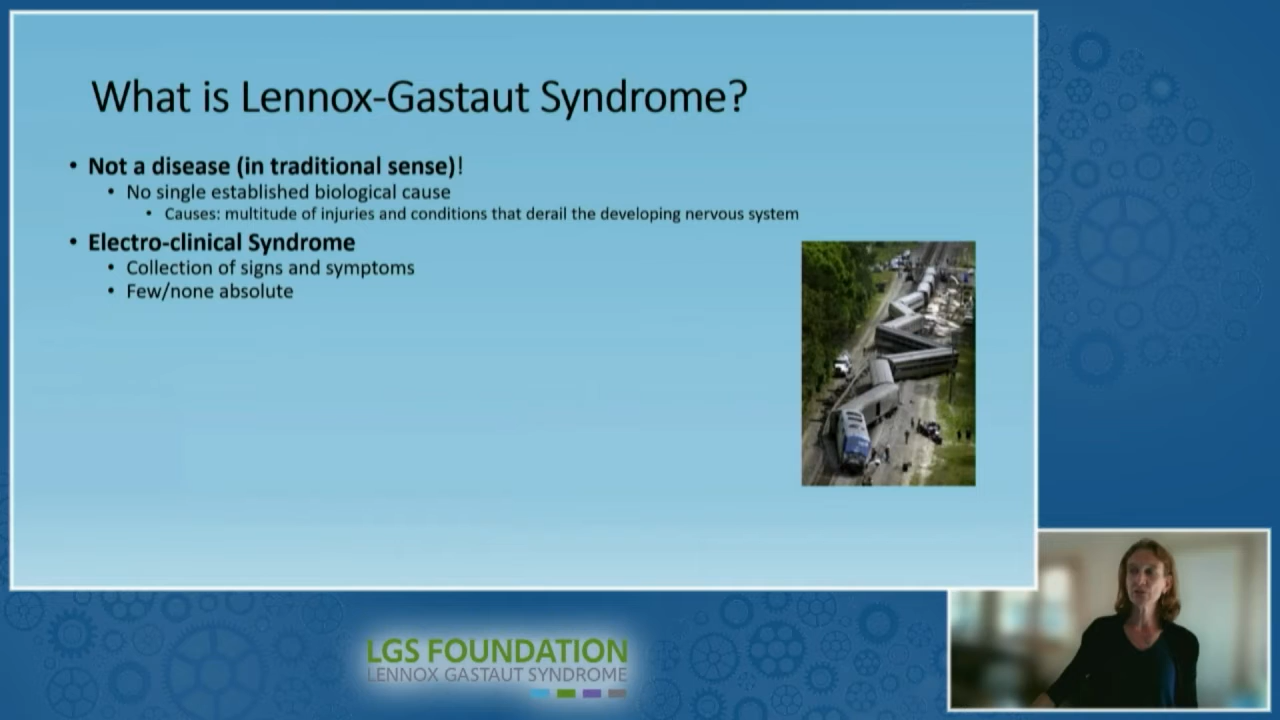 What is Lennox-Gastaut Syndrome?
• Not a disease (in traditional sense)!
• No single established biological cause
• Causes: multitude of injuries and conditions that derail the developing nervous system
• Electro-clinical Syndrome
• Collection of signs and symptoms
• Few/none absolute
LGS FOUNDATION
LENNOX GASTAUT SYNDROME